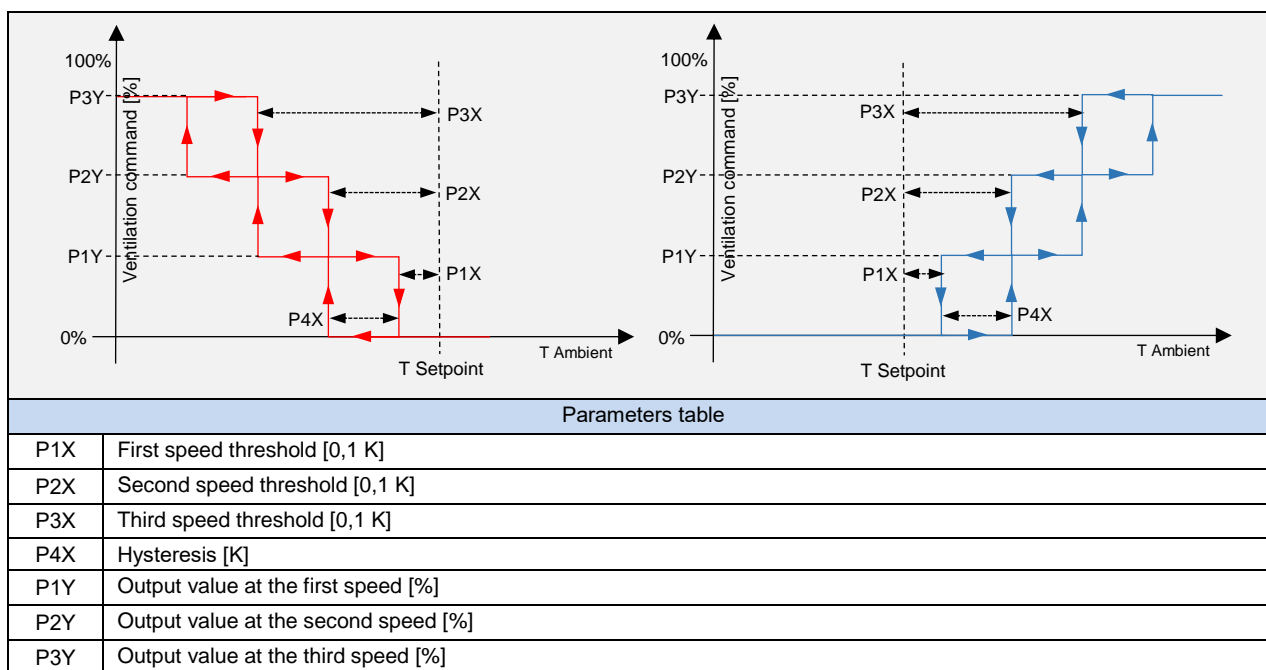 100%
P3Y
P2Y
P1Y
0%
Ventilation command [%]
P3X
P2X
P1X
P4X
T Ambient
T Setpoint
100%
P3Y
P2Y
P1Y
0%
Ventilation command [%]
P3X
P2X
P1X
P4X
T Ambient
T Setpoint
Parameters table
P1X First speed threshold [0,1 K]
P2X Second speed threshold [0,1 K]
P3X Third speed threshold [0,1 K]
P4X Hysteresis [K]
P1Y Output value at the first speed [%]
P2Y Output value at the second speed [%]
P3Y Output value at the third speed [%]